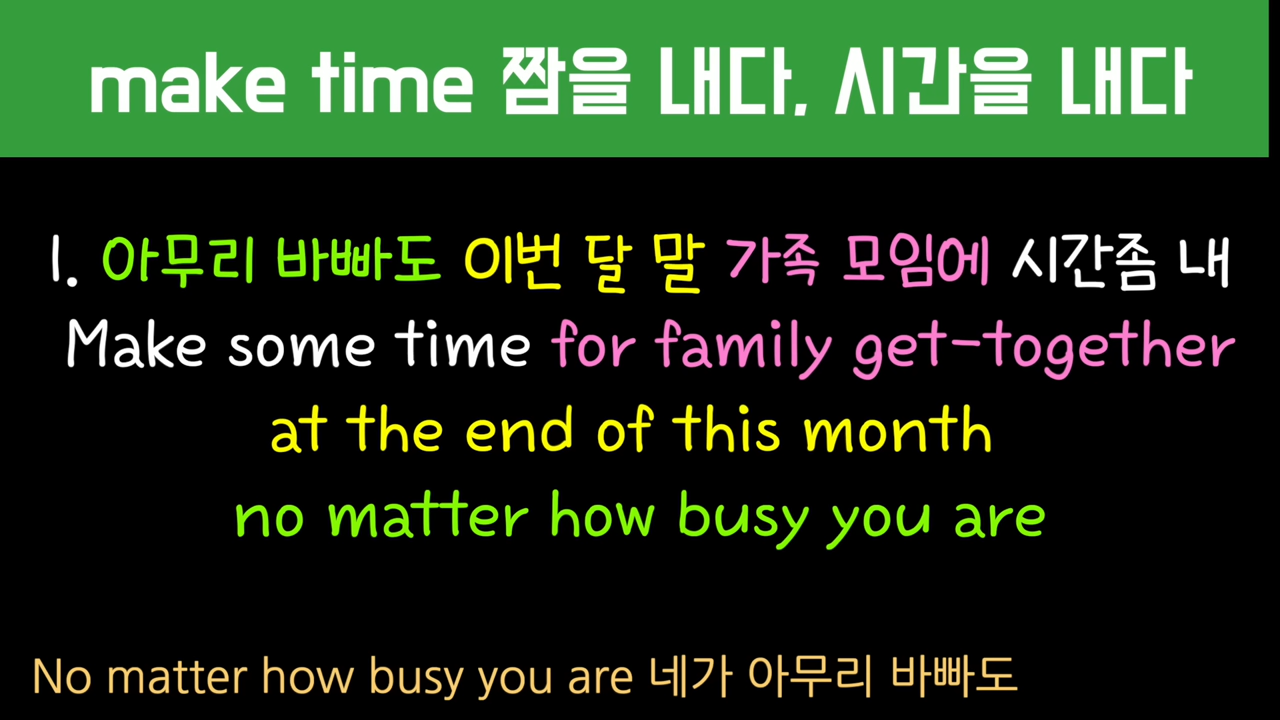 make time 짬을 내다, 시간을 내다
1. 아무리 바빠도 이번 달 말 가족 모임에 시간좀 내
Make some time for family get-together
at the end of this month
no matter how busy you are
No matter how busy you are 네가 아무리 바빠도